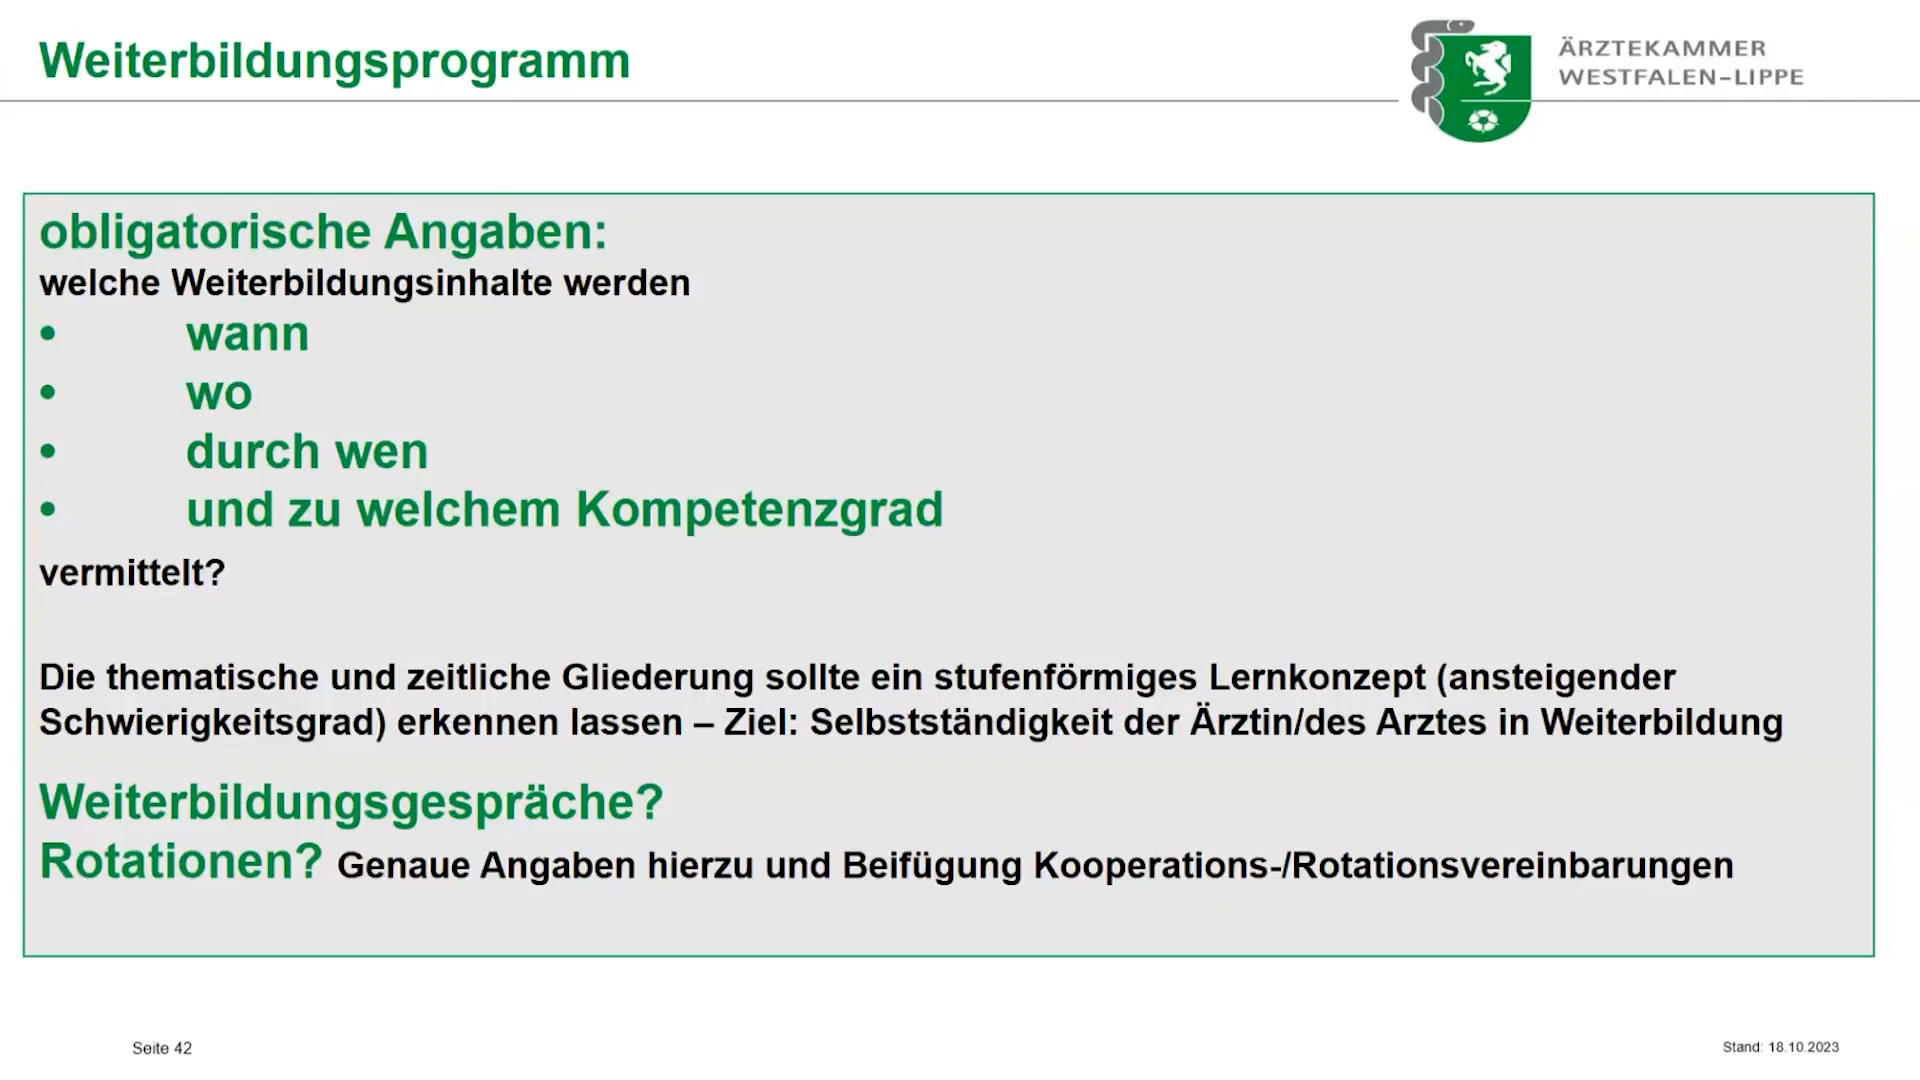 Weiterbildungsprogramm
ÄRZTEKAMMER
WESTFALEN-LIPPE
obligatorische Angaben:
welche Weiterbildungsinhalte werden
• wann
• wo
• durch wen
• und zu welchem Kompetenzgrad
vermittelt?
Die thematische und zeitliche Gliederung sollte ein stufenförmiges Lernkonzept (ansteigender
Schwierigkeitsgrad) erkennen lassen – Ziel: Selbstständigkeit der Ärztin/des Arztes in Weiterbildung
Weiterbildungsgespräche?
Rotationen? Genaue Angaben hierzu und Beifügung Kooperations-/Rotationsvereinbarungen
Seite 42
Stand: 18.10.2023